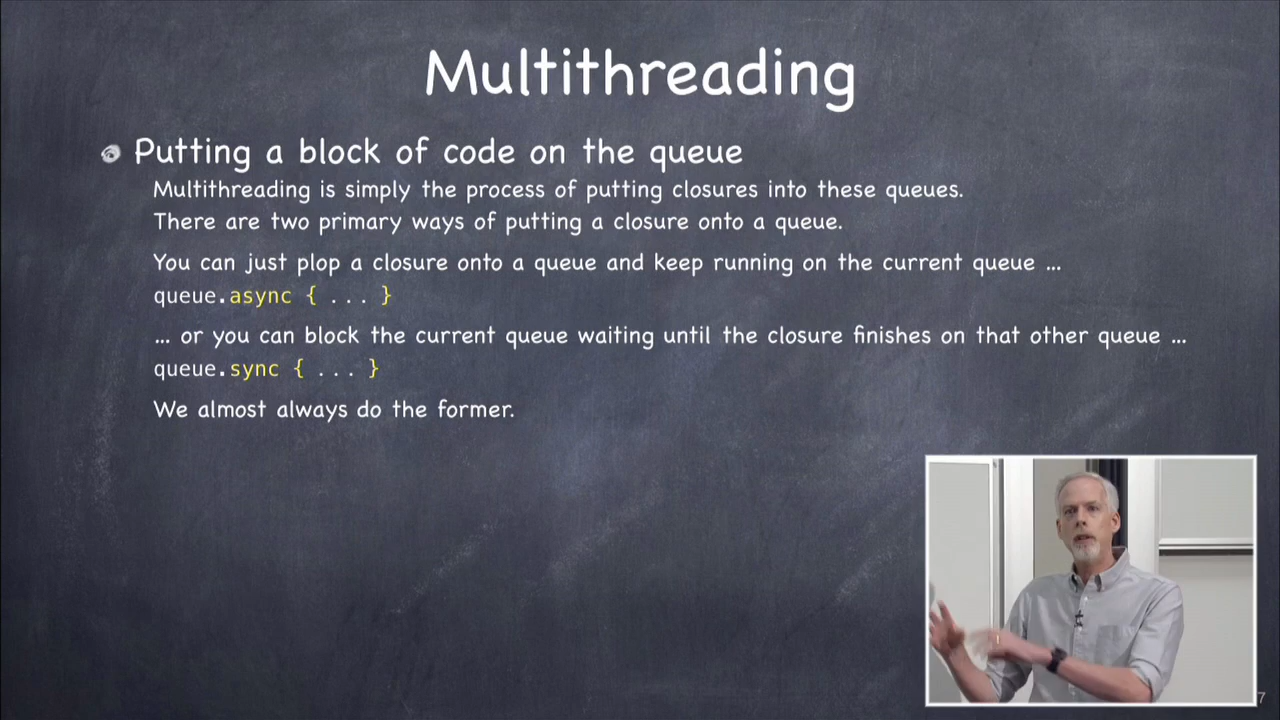 Multithreading
Putting a block of code on the queue
Multithreading is simply the process of putting closures into these queues.
There are two primary ways of putting a closure onto a queue.
You can just plop a closure onto a queue and keep running on the current queue ...
queue.async { ... }
... or you can block the current queue waiting until the closure finishes on that other queue ...
queue.sync { ... }
We almost always do the former.
7